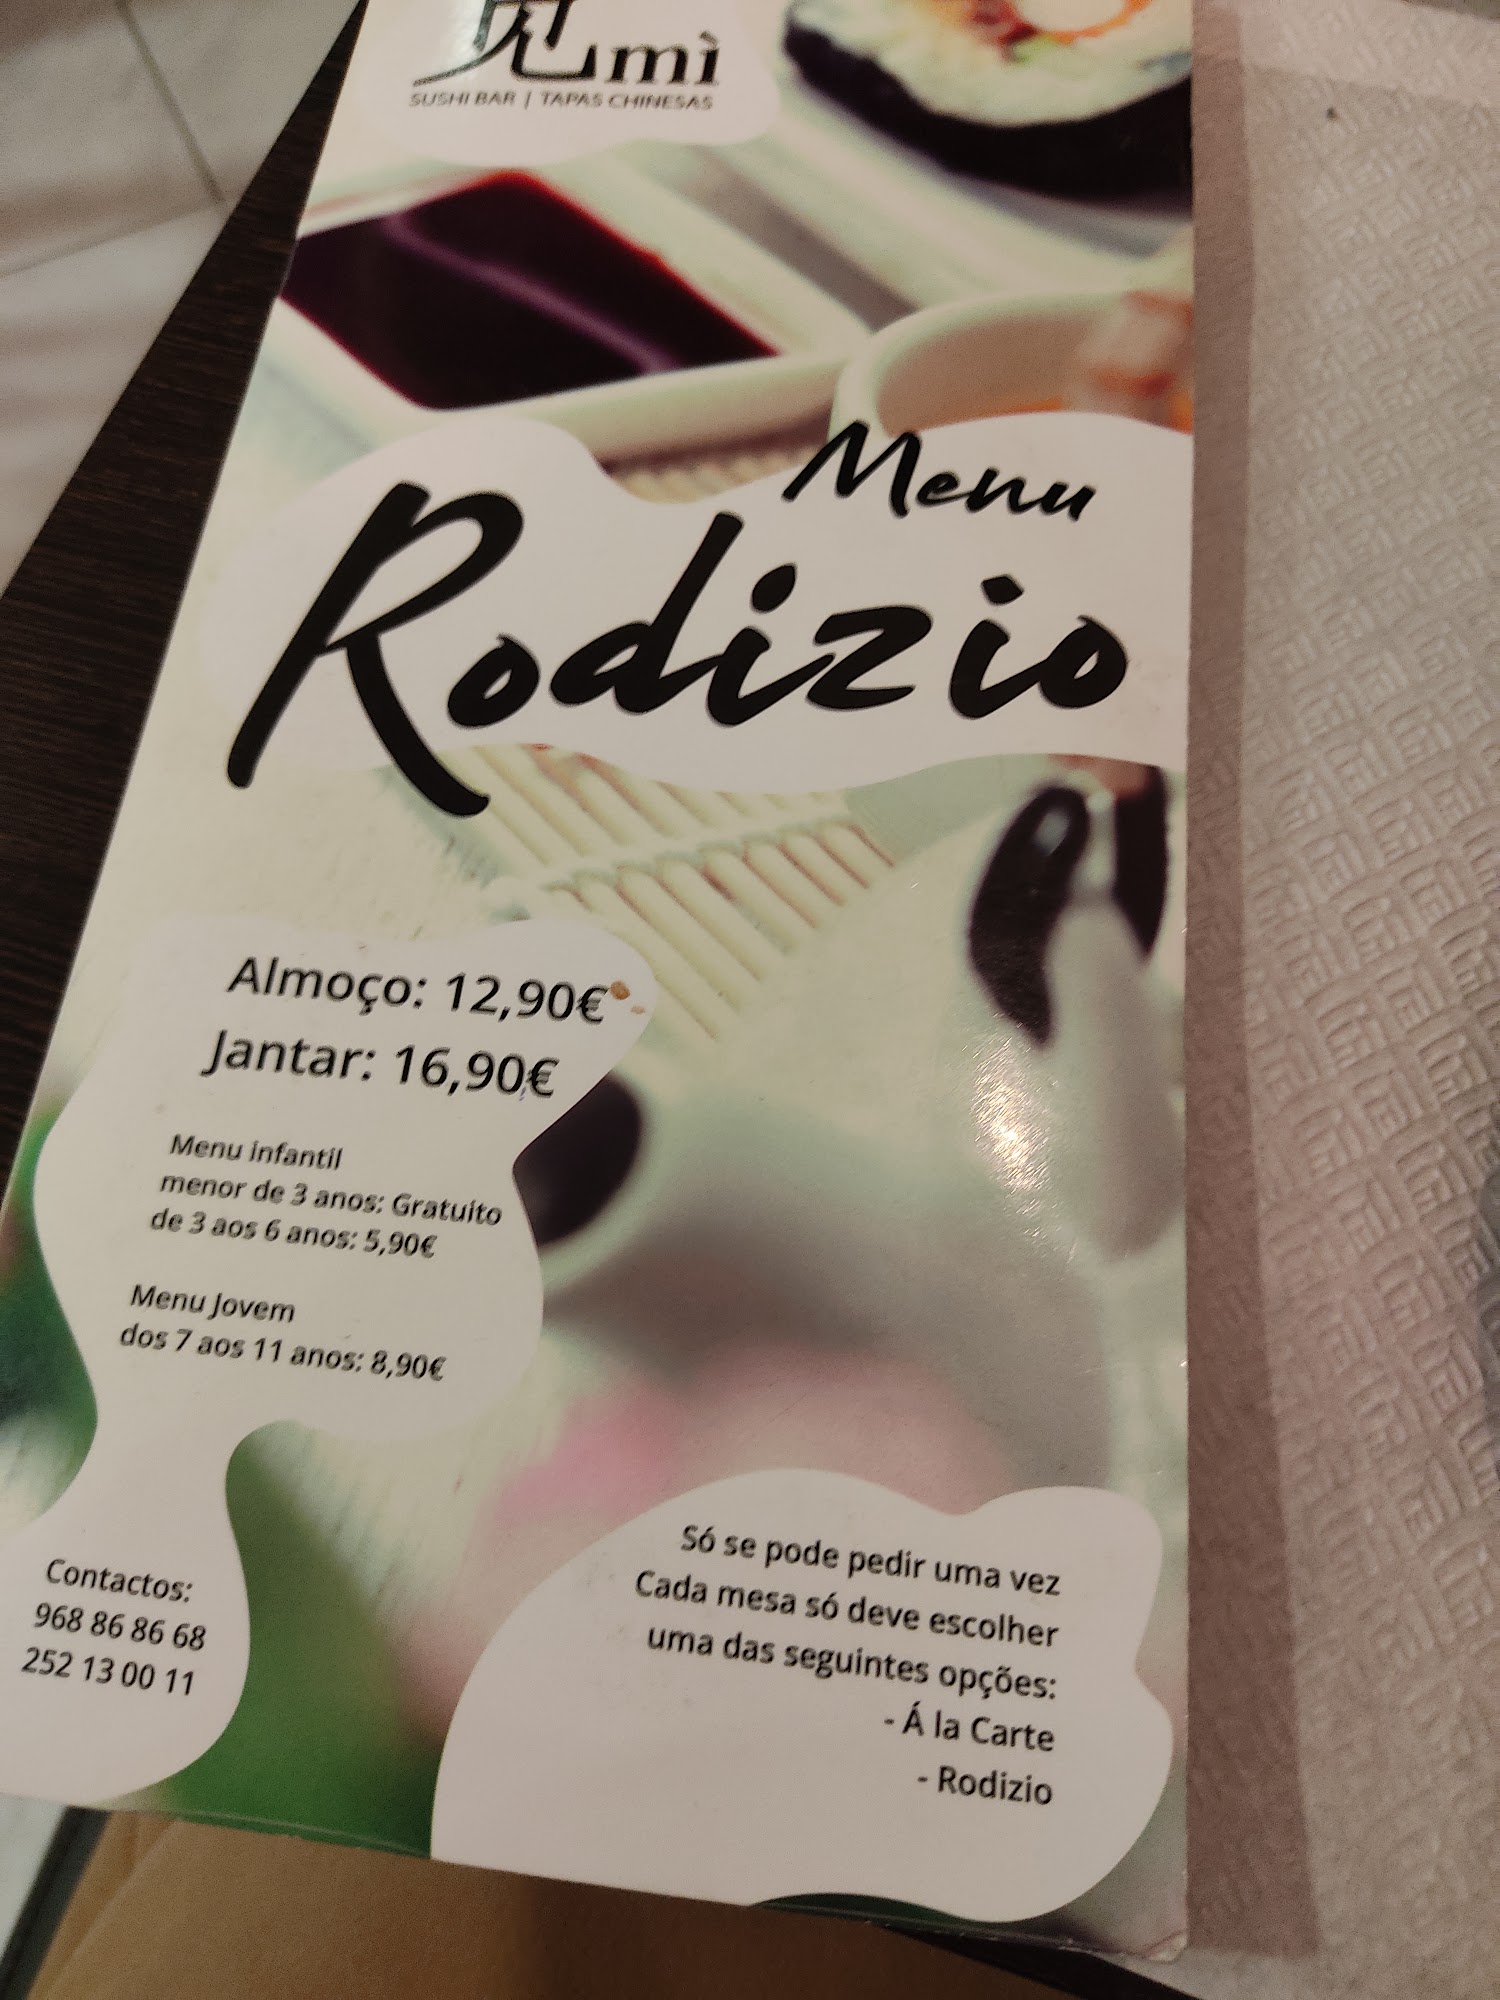 mì
SUSHI BAR | TAPAS CHINESAS
Menu
Rodizio
Almoço: 12,90€
Jantar: 16,90€
Menu infantil
menor de 3 anos: Gratuito
de 3 aos 6 anos: 5,90€
Menu Jovem
dos 7 aos 11 anos: 8,90€
Contactos:
968 86 86 68
252 13 00 11
Só se pode pedir uma vez
Cada mesa só deve escolher
uma das seguintes opções:
- Á la Carte
- Rodizio